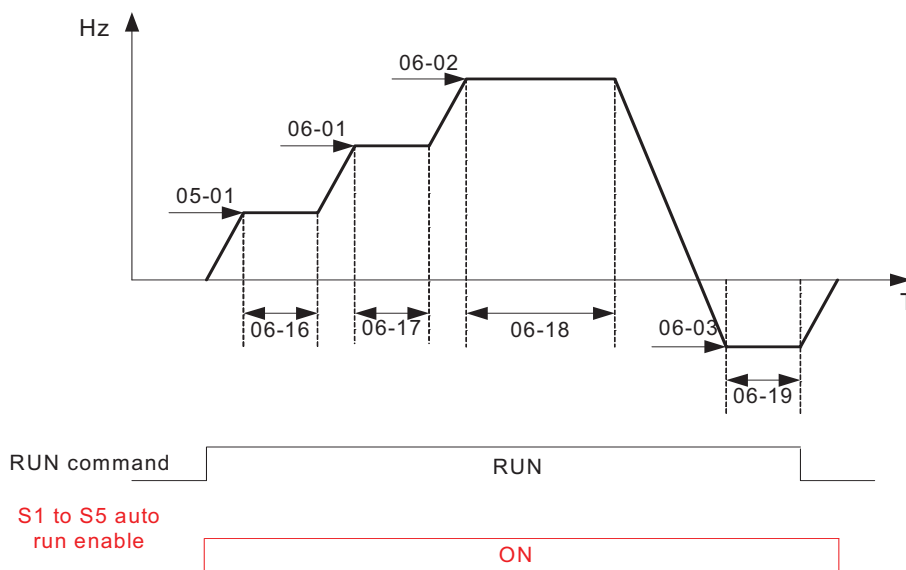 Hz
06-02
06-01
05-01
T
06-16
06-17
06-18
06-03
06-19
RUN command
RUN
S1 to S5 auto
run enable
ON